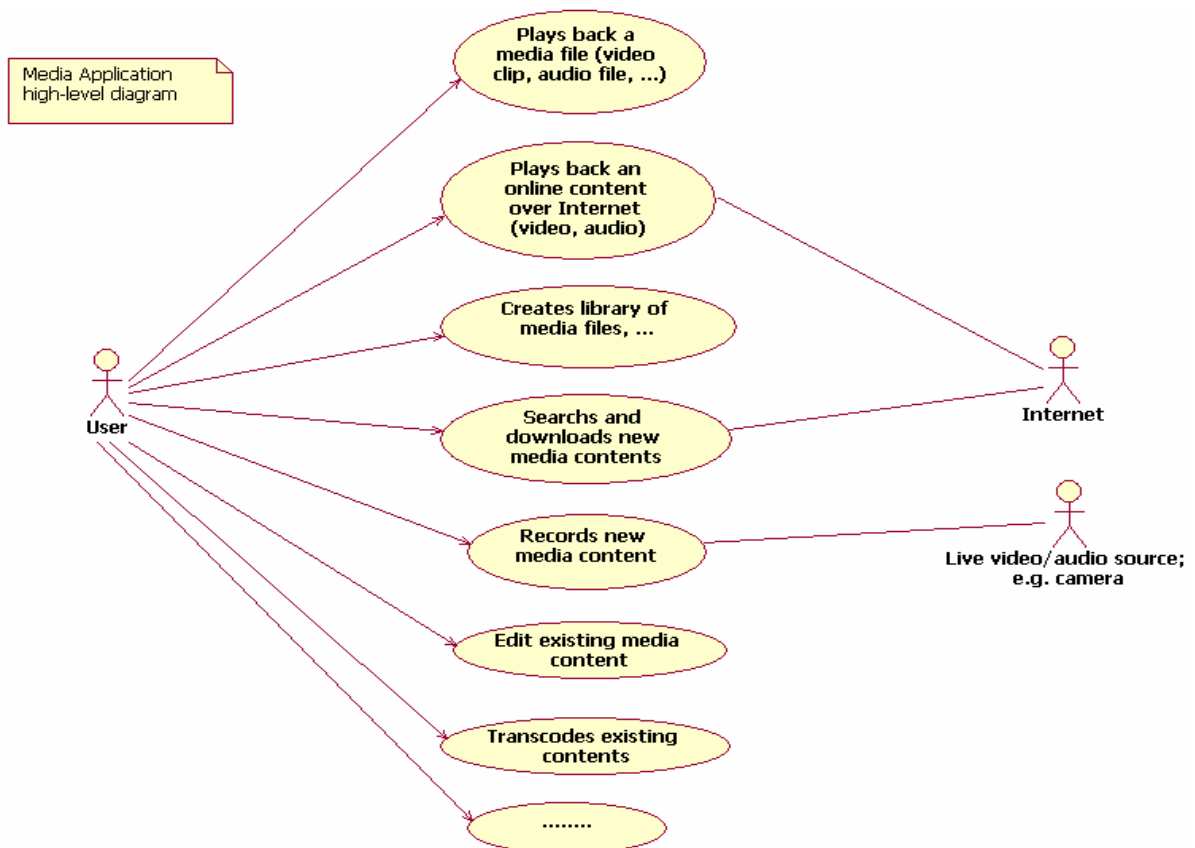 Media Application
high-level diagram
Plays back a
media file (video
clip, audio file, ...)
Plays back an
online content
over Internet
(video, audio)
Creates library of
media files, ...
User
Internet
Searchs and
downloads new
media contents
Records new
media content
Live video/audio source;
e.g. camera
Edit existing media
content
Transcodes existing
contents
........